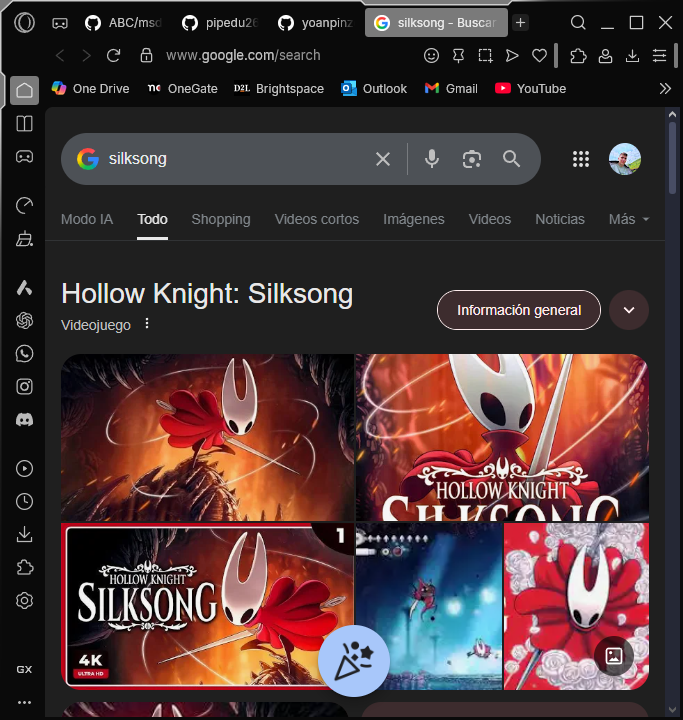 ABC/msd
pipedu26
yoanpinz
silksong - Buscar
www.google.com/search
One Drive
OneGate
D2L
Brightspace
Outlook
Gmail
YouTube
silksong
Modo IA
Todo
Shopping
Videos cortos
Imágenes
Videos
Noticias
Más
Hollow Knight: Silksong
Videojuego
Información general
HOLLOW KNIGHT
SILKSONG
1
HOLLOW KNIGHT
SILKSONG
4K
ULTRA HD
GX